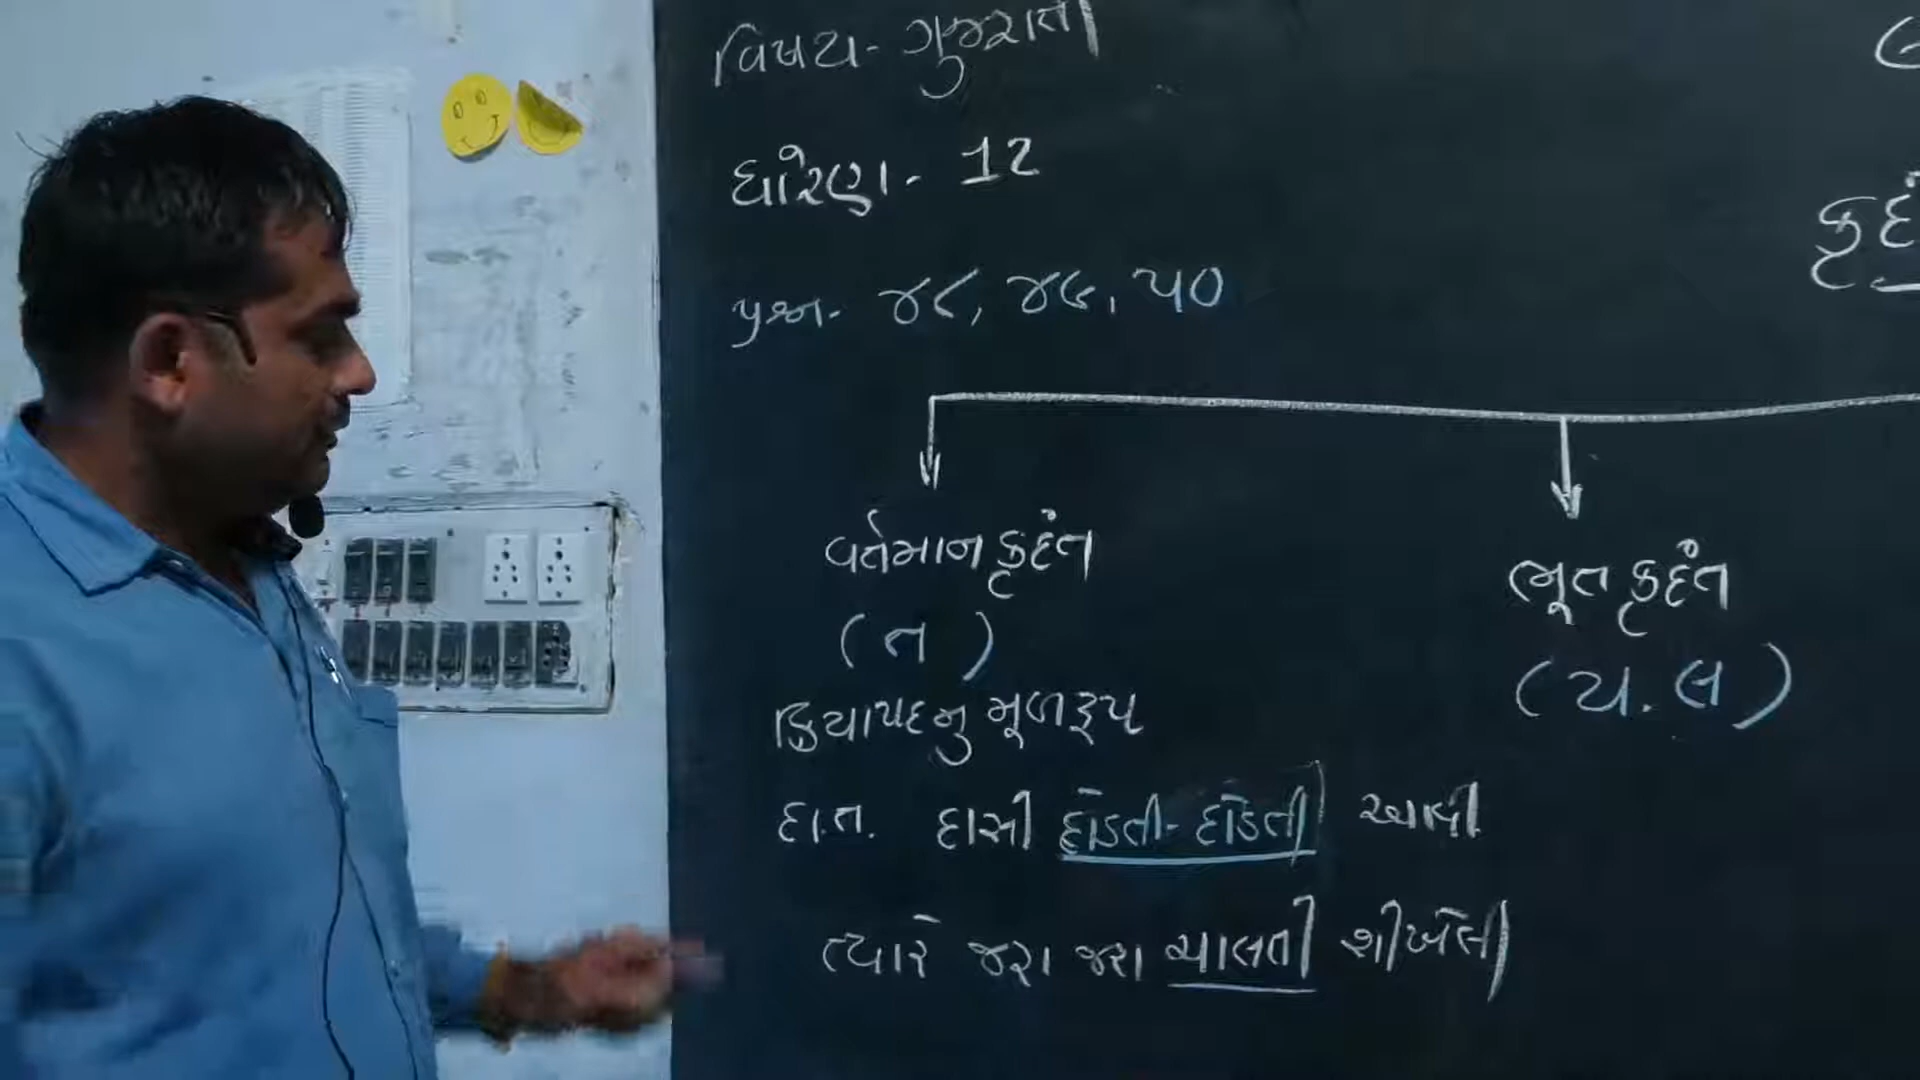 વિષય - ગુજરાતી
ધોરણ - 12
કૃદં
પ્રશ્ન - ૪૮, ૪૯, ૫૦
વર્તમાન કૃદંત
ભૂત કૃદંત
( ત )
( ય. લ )
ક્રિયાપદનુ મૂળરૂપ
દા.ત. દાસી દોડતી - દોડતી આવી
ત્યારે જરા જરા ચાલતી શીખેલી